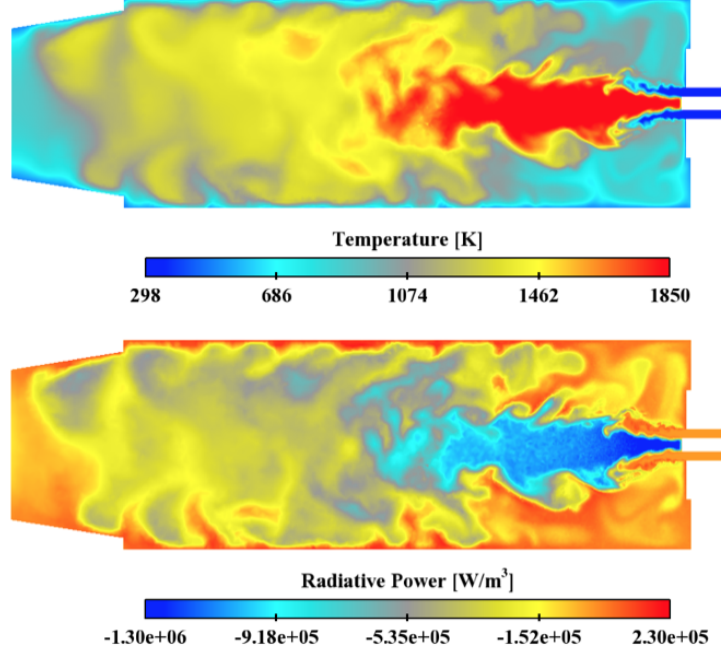 Temperature [K]
298 686 1074 1462 1850
Radiative Power [W/m³]
-1.30e+06 -9.18e+05 -5.35e+05 -1.52e+05 2.30e+05